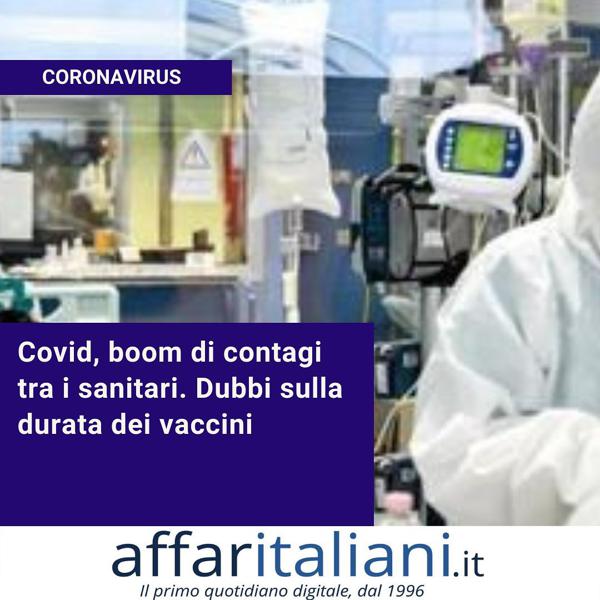 CORONAVIRUS
Covid, boom di contagi
tra i sanitari. Dubbi sulla
durata dei vaccini
affaritaliani.it
Il primo quotidiano digitale, dal 1996